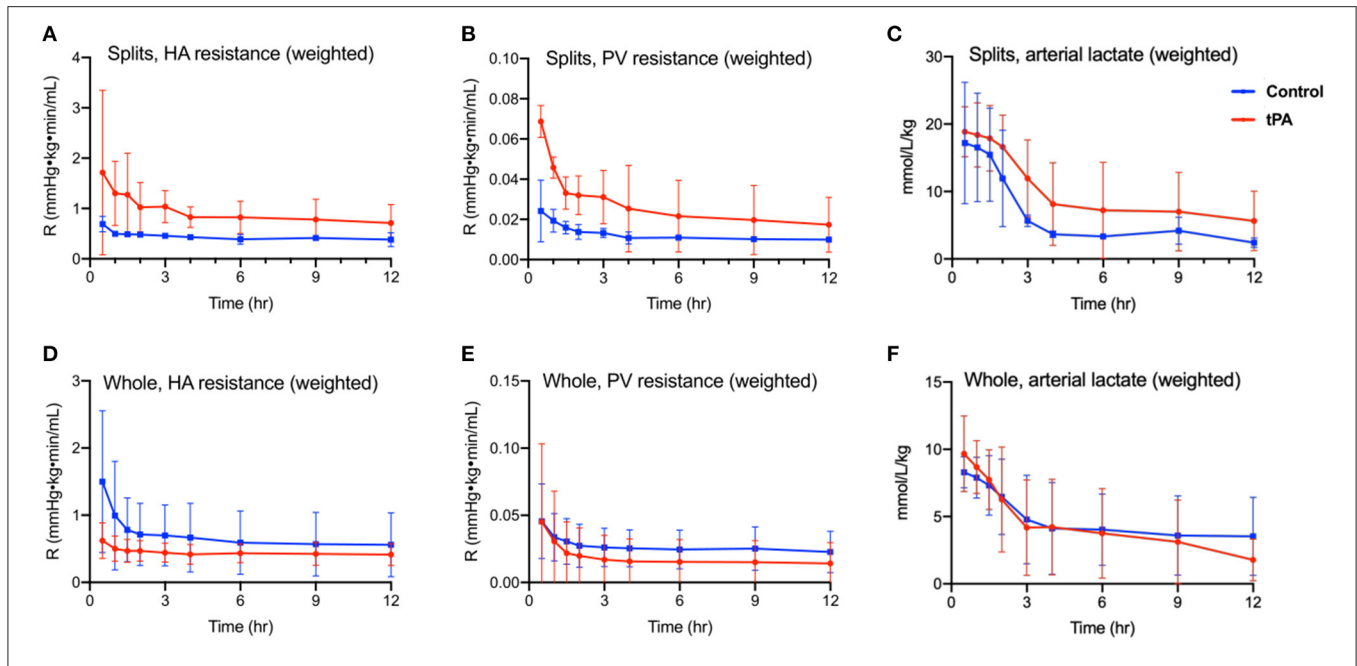 A
Splits, HA resistance (weighted)
R (mmHg•kg•min/mL)
4
3
2
1
0
0 3 6 9 12
Time (hr)
B
Splits, PV resistance (weighted)
R (mmHg•kg•min/mL)
0.10
0.08
0.06
0.04
0.02
0.00
0 3 6 9 12
Time (hr)
C
Splits, arterial lactate (weighted)
mmol/L/kg
30
20
10
0
0 3 6 9 12
Time (hr)
Control
tPA
D
Whole, HA resistance (weighted)
R (mmHg•kg•min/mL)
3
2
1
0
0 3 6 9 12
Time (hr)
E
Whole, PV resistance (weighted)
R (mmHg•kg•min/mL)
0.15
0.10
0.05
0.00
0 3 6 9 12
Time (hr)
F
Whole, arterial lactate (weighted)
mmol/L/kg
15
10
5
0
0 3 6 9 12
Time (hr)